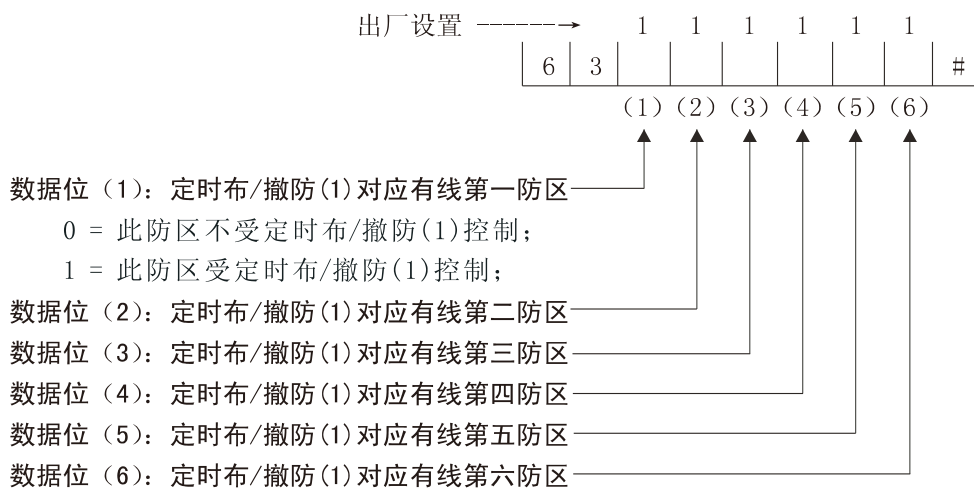 出厂设置 1 1 1 1 1 1
6 3 #
(1) (2) (3) (4) (5) (6)
数据位（1）：定时布/撤防(1)对应有线第一防区
0 = 此防区不受定时布/撤防(1)控制；
1 = 此防区受定时布/撤防(1)控制；
数据位（2）：定时布/撤防(1)对应有线第二防区
数据位（3）：定时布/撤防(1)对应有线第三防区
数据位（4）：定时布/撤防(1)对应有线第四防区
数据位（5）：定时布/撤防(1)对应有线第五防区
数据位（6）：定时布/撤防(1)对应有线第六防区